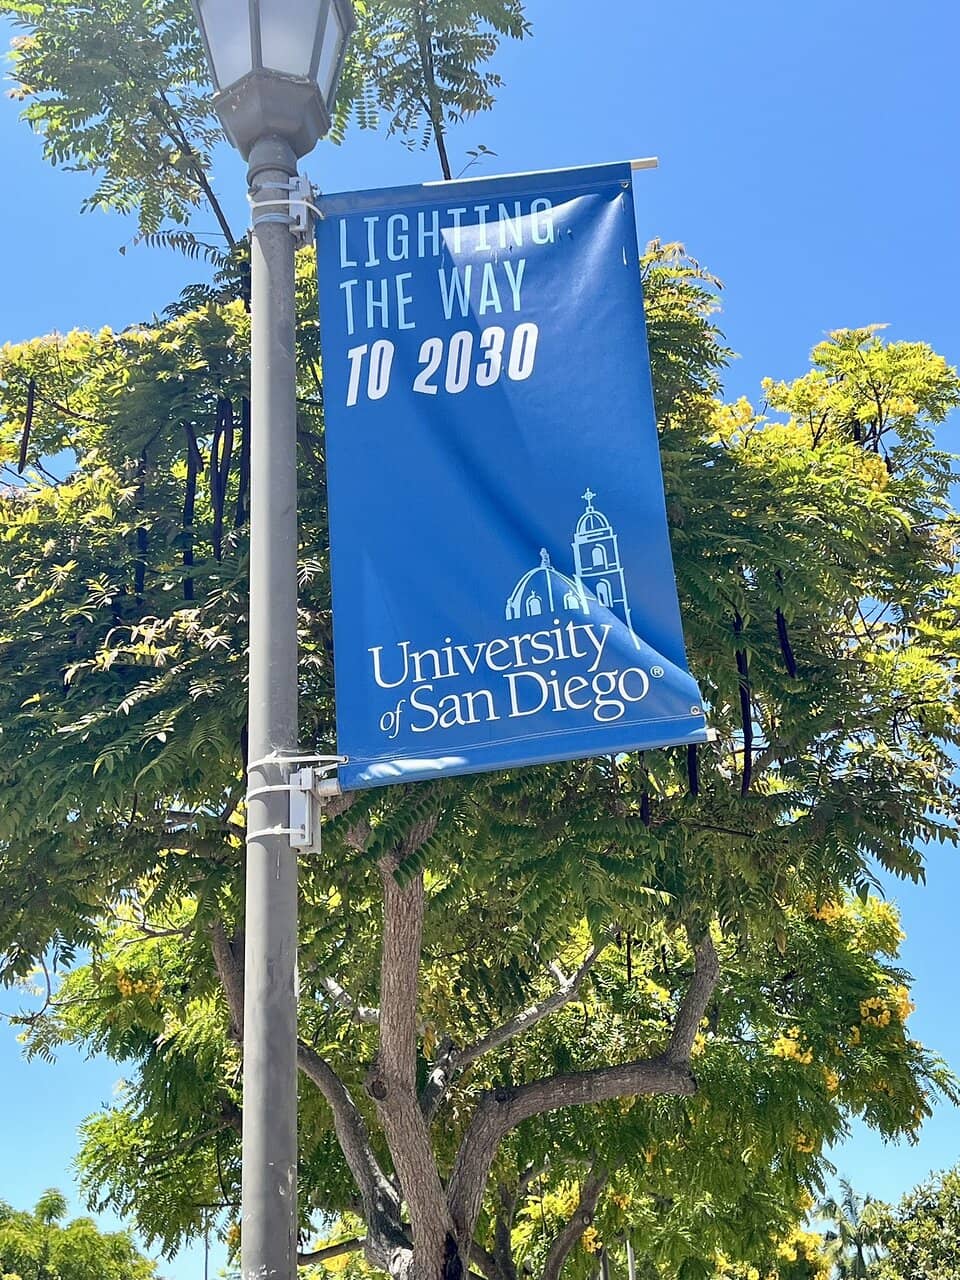 LIGHTING
THE WAY
TO 2030
University
of San Diego®